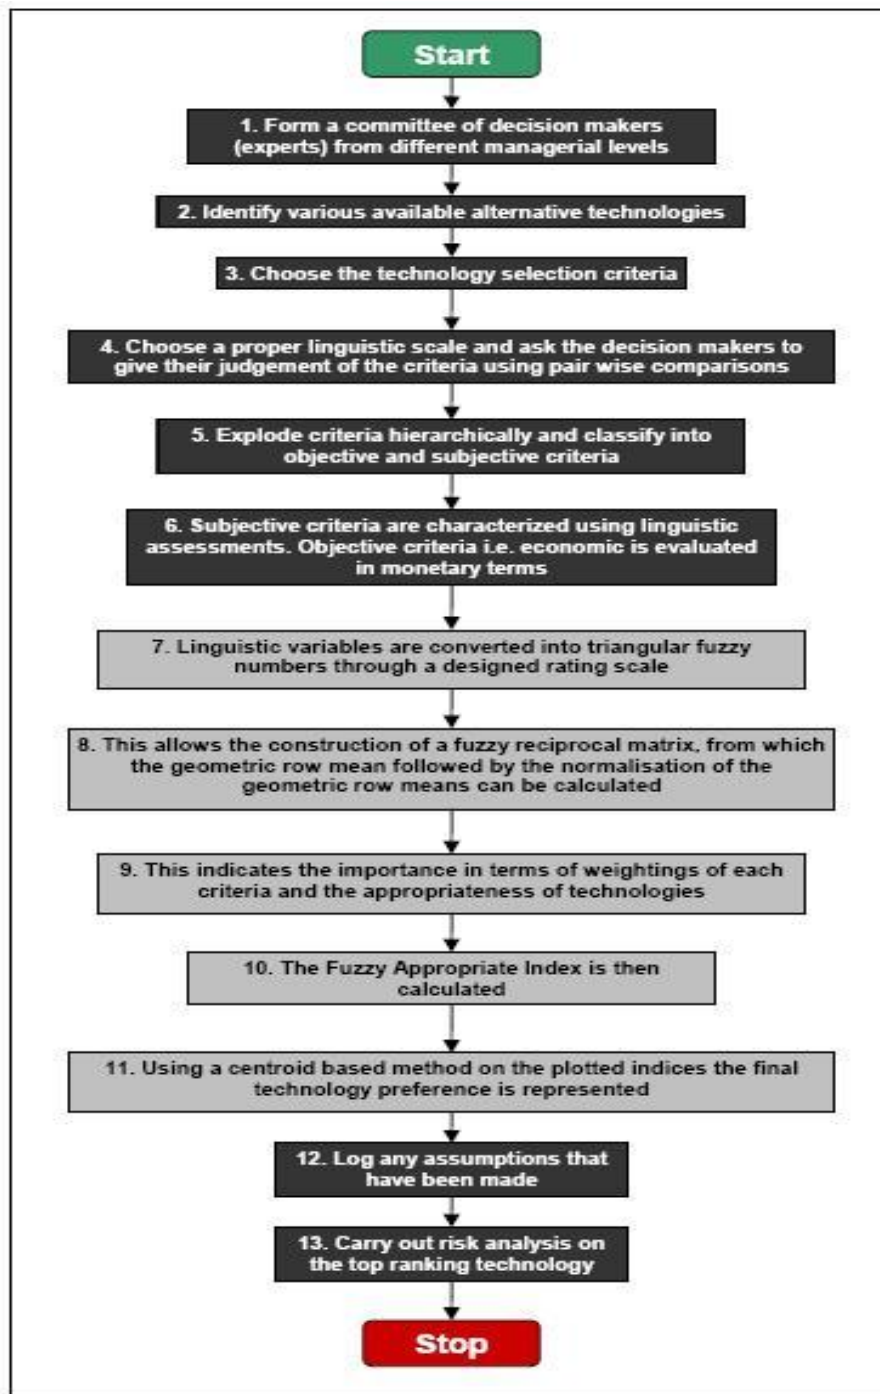 Start
1. Form a committee of decision makers
(experts) from different managerial levels
2. Identify various available alternative technologies
3. Choose the technology selection criteria
4. Choose a proper linguistic scale and ask the decision makers to
give their judgement of the criteria using pair wise comparisons
5. Explode criteria hierarchically and classify into
objective and subjective criteria
6. Subjective criteria are characterized using linguistic
assessments. Objective criteria i.e. economic is evaluated
in monetary terms
7. Linguistic variables are converted into triangular fuzzy
numbers through a designed rating scale
8. This allows the construction of a fuzzy reciprocal matrix, from which
the geometric row mean followed by the normalisation of the
geometric row means can be calculated
9. This indicates the importance in terms of weightings of each
criteria and the appropriateness of technologies
10. The Fuzzy Appropriate Index is then
calculated
11. Using a centroid based method on the plotted indices the final
technology preference is represented
12. Log any assumptions that
have been made
13. Carry out risk analysis on
the top ranking technology
Stop